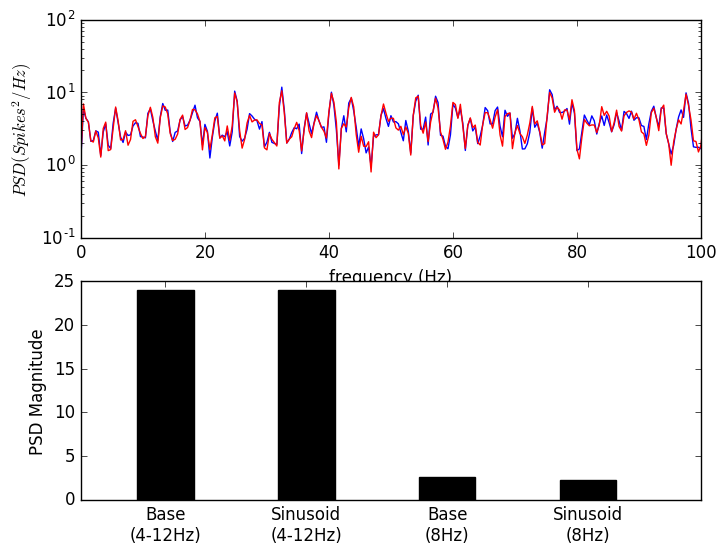 10^2
10^1
10^0
10^-1
PSD(Spikes^2/Hz)
0 20 40 60 80 100
frequency (Hz)
25
20
15
10
5
0
PSD Magnitude
Base Sinusoid Base Sinusoid
(4-12Hz) (4-12Hz) (8Hz) (8Hz)